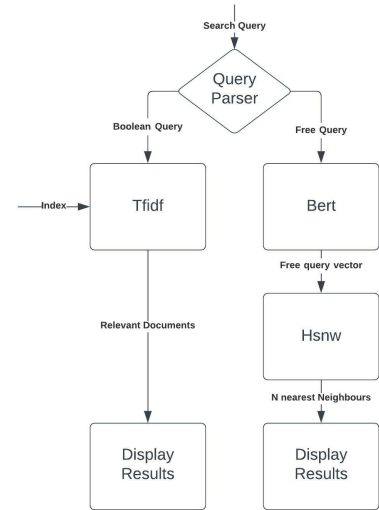 Search Query
Query
Parser
Boolean Query
Free Query
Index
Tfidf
Bert
Free query vector
Hsnw
Relevant Documents
N nearest Neighbours
Display
Results
Display
Results